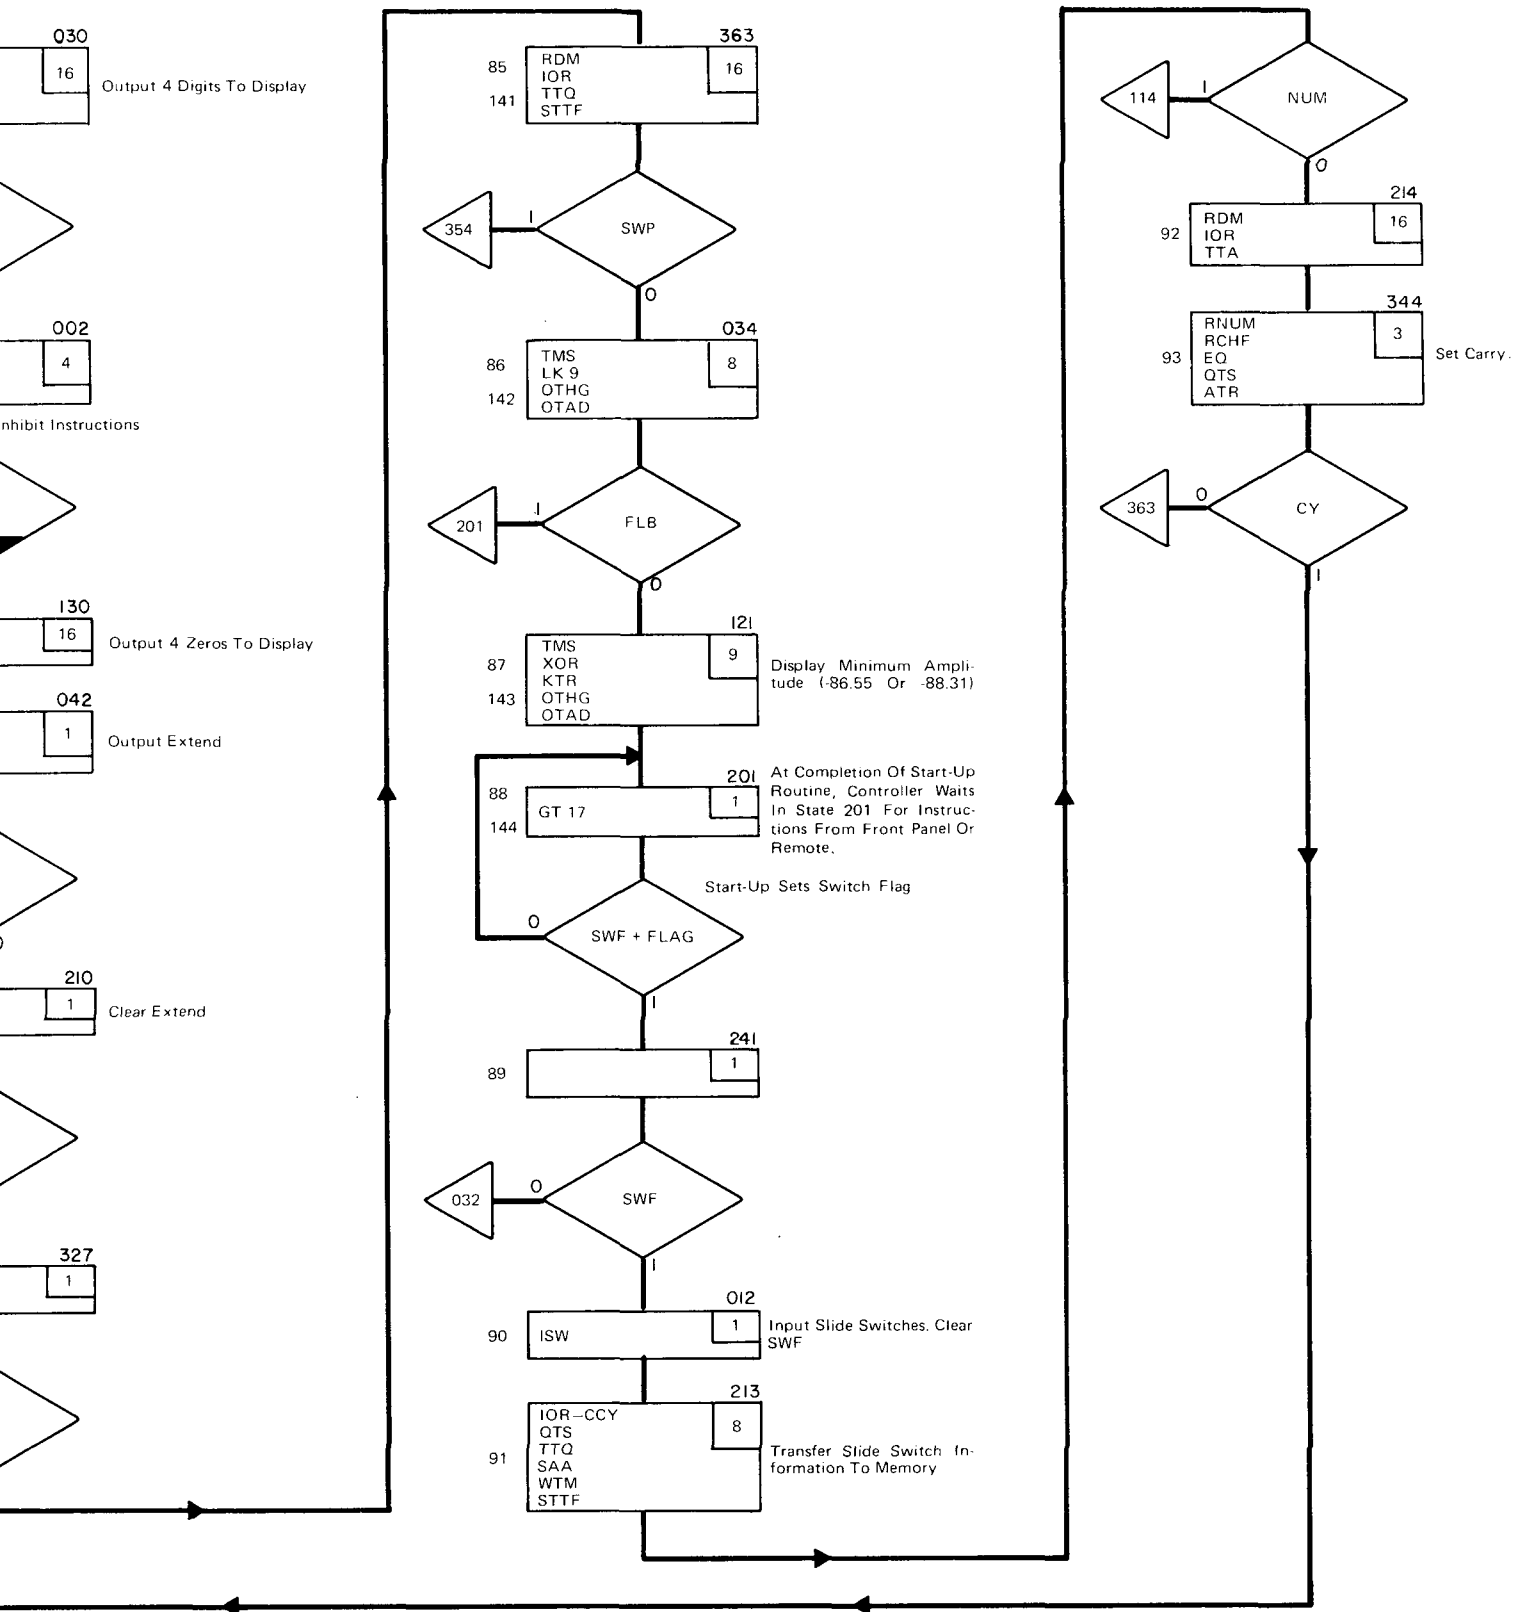 030
16
Output 4 Digits To Display
002
4
nhibit Instructions
130
16
Output 4 Zeros To Display
042
1
Output Extend
0
210
1
Clear Extend
327
1
363
85
141
RDM
IOR
TTQ
STTF
16
354
1
SWP
0
034
86
142
TMS
LK 9
OTHG
OTAD
8
201
1
FLB
0
121
87
143
TMS
XOR
KTR
OTHG
OTAD
9
Display Minimum Ampli-
tude (-86.55 Or -88.31)
201
88
144
GT 17
1
At Completion Of Start-Up
Routine, Controller Waits
In State 201 For Instruc-
tions From Front Panel Or
Remote.
Start-Up Sets Switch Flag
0
SWF + FLAG
1
241
89
1
032
0
SWF
1
012
90
ISW
1
Input Slide Switches. Clear
SWF
213
91
IOR–CCY
QTS
TTQ
SAA
WTM
STTF
8
Transfer Slide Switch In-
formation To Memory
114
1
NUM
0
214
92
RDM
IOR
TTA
16
344
93
RNUM
RCHF
EQ
QTS
ATR
3
Set Carry.
363
0
CY
1